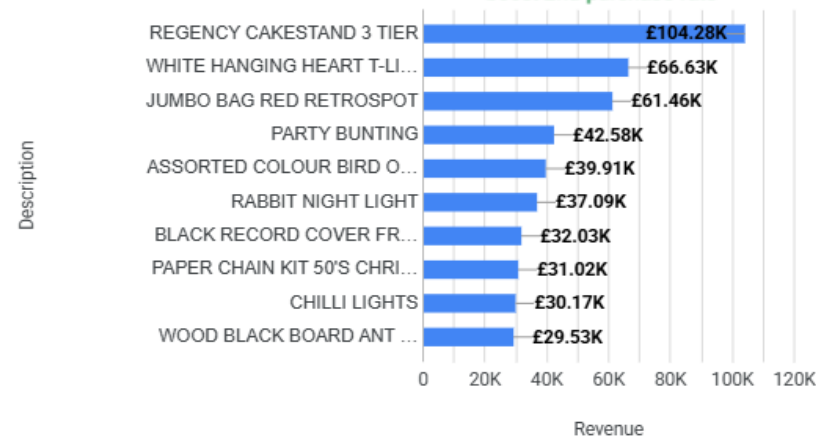 REGENCY CAKESTAND 3 TIER £104.28K
WHITE HANGING HEART T-LI... £66.63K
JUMBO BAG RED RETROSPOT £61.46K
PARTY BUNTING £42.58K
ASSORTED COLOUR BIRD O... £39.91K
RABBIT NIGHT LIGHT £37.09K
BLACK RECORD COVER FR... £32.03K
PAPER CHAIN KIT 50'S CHRI... £31.02K
CHILLI LIGHTS £30.17K
WOOD BLACK BOARD ANT ... £29.53K
Description
0 20K 40K 60K 80K 100K 120K
Revenue